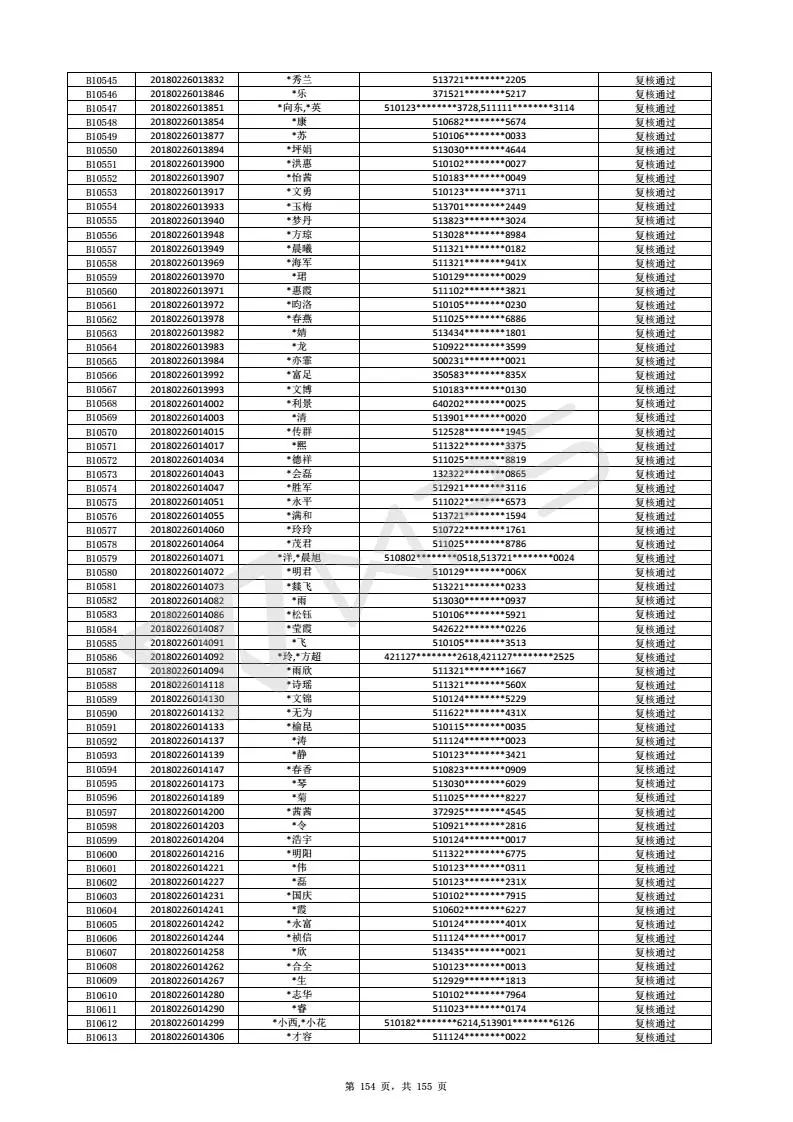 B10545 20180226013832 *秀兰 513721********2205 复核通过
B10546 20180226013846 *乐 371521********5217 复核通过
B10547 20180226013851 *向东,*英 510123********3728,511111********3114 复核通过
B10548 20180226013854 *康 510682********5674 复核通过
B10549 20180226013877 *苏 510106********0033 复核通过
B10550 20180226013894 *坪娟 513030********4644 复核通过
B10551 20180226013900 *洪惠 510102********0027 复核通过
B10552 20180226013907 *怡茜 510183********0049 复核通过
B10553 20180226013917 *文勇 510123********3711 复核通过
B10554 20180226013933 *玉梅 513701********2449 复核通过
B10555 20180226013940 *梦丹 513823********3024 复核通过
B10556 20180226013948 *方琼 513028********8984 复核通过
B10557 20180226013949 *晨曦 511321********0182 复核通过
B10558 20180226013969 *海军 511321********941X 复核通过
B10559 20180226013970 *珺 510129********0029 复核通过
B10560 20180226013971 *惠霞 511102********3821 复核通过
B10561 20180226013972 *昀洛 510105********0230 复核通过
B10562 20180226013978 *春燕 511025********6886 复核通过
B10563 20180226013982 *婧 513434********1801 复核通过
B10564 20180226013983 *龙 510922********3599 复核通过
B10565 20180226013984 *亦霏 500231********0021 复核通过
B10566 20180226013992 *富足 350583********835X 复核通过
B10567 20180226013993 *文博 510183********0130 复核通过
B10568 20180226014002 *利景 640202********0025 复核通过
B10569 20180226014003 *清 513901********0020 复核通过
B10570 20180226014015 *传群 512528********1945 复核通过
B10571 20180226014017 *熙 511322********3375 复核通过
B10572 20180226014034 *德祥 511025********8819 复核通过
B10573 20180226014043 *会磊 132322********0865 复核通过
B10574 20180226014047 *胜军 512921********3116 复核通过
B10575 20180226014051 *永平 511022********6573 复核通过
B10576 20180226014055 *满和 513721********1594 复核通过
B10577 20180226014060 *玲玲 510722********1761 复核通过
B10578 20180226014064 *茂君 511025********8786 复核通过
B10579 20180226014071 *洋,*晨旭 510802********0518,513721********0024 复核通过
B10580 20180226014072 *明君 510129********006X 复核通过
B10581 20180226014073 *燚飞 513221********0233 复核通过
B10582 20180226014082 *雨 513030********0937 复核通过
B10583 20180226014086 *松钰 510106********5921 复核通过
B10584 20180226014087 *莹霞 542622********0226 复核通过
B10585 20180226014091 *飞 510105********3513 复核通过
B10586 20180226014092 *玲,*方超 421127********2618,421127********2525 复核通过
B10587 20180226014094 *雨欣 511321********1667 复核通过
B10588 20180226014118 *诗瑶 511321********560X 复核通过
B10589 20180226014130 *文锦 510124********5229 复核通过
B10590 20180226014132 *无为 511622********431X 复核通过
B10591 20180226014133 *榆昆 510115********0035 复核通过
B10592 20180226014137 *涛 511124********0023 复核通过
B10593 20180226014139 *静 510123********3421 复核通过
B10594 20180226014147 *春香 510823********0909 复核通过
B10595 20180226014173 *琴 513030********6029 复核通过
B10596 20180226014189 *菊 511025********8227 复核通过
B10597 20180226014200 *茜茜 372925********4545 复核通过
B10598 20180226014203 *令 510921********2816 复核通过
B10599 20180226014204 *浩宇 510124********0017 复核通过
B10600 20180226014216 *明阳 511322********6775 复核通过
B10601 20180226014221 *伟 510123********0311 复核通过
B10602 20180226014227 *磊 510123********231X 复核通过
B10603 20180226014231 *国庆 510102********7915 复核通过
B10604 20180226014241 *霞 510602********6227 复核通过
B10605 20180226014242 *永富 510124********401X 复核通过
B10606 20180226014244 *祯信 511124********0017 复核通过
B10607 20180226014258 *欣 513435********0021 复核通过
B10608 20180226014262 *合全 510123********0013 复核通过
B10609 20180226014267 *生 512929********1813 复核通过
B10610 20180226014280 *志华 510102********7964 复核通过
B10611 20180226014290 *睿 511023********0174 复核通过
B10612 20180226014299 *小西,*小花 510182********6214,513901********6126 复核通过
B10613 20180226014306 *才容 511124********0022 复核通过
第 154 页，共 155 页